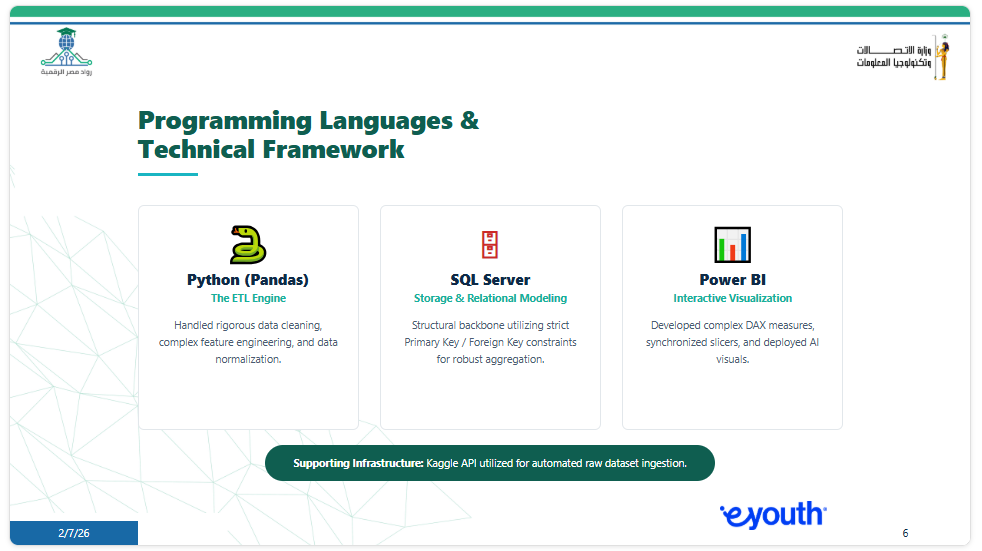 رواد مصر الرقمية
وزارة الاتصـــــالات
وتكنولوجيا المعلومات
Programming Languages &
Technical Framework
Python (Pandas)
The ETL Engine
Handled rigorous data cleaning,
complex feature engineering, and data
normalization.
SQL Server
Storage & Relational Modeling
Structural backbone utilizing strict
Primary Key / Foreign Key constraints
for robust aggregation.
Power BI
Interactive Visualization
Developed complex DAX measures,
synchronized slicers, and deployed AI
visuals.
Supporting Infrastructure: Kaggle API utilized for automated raw dataset ingestion.
eyouth
2/7/26
6